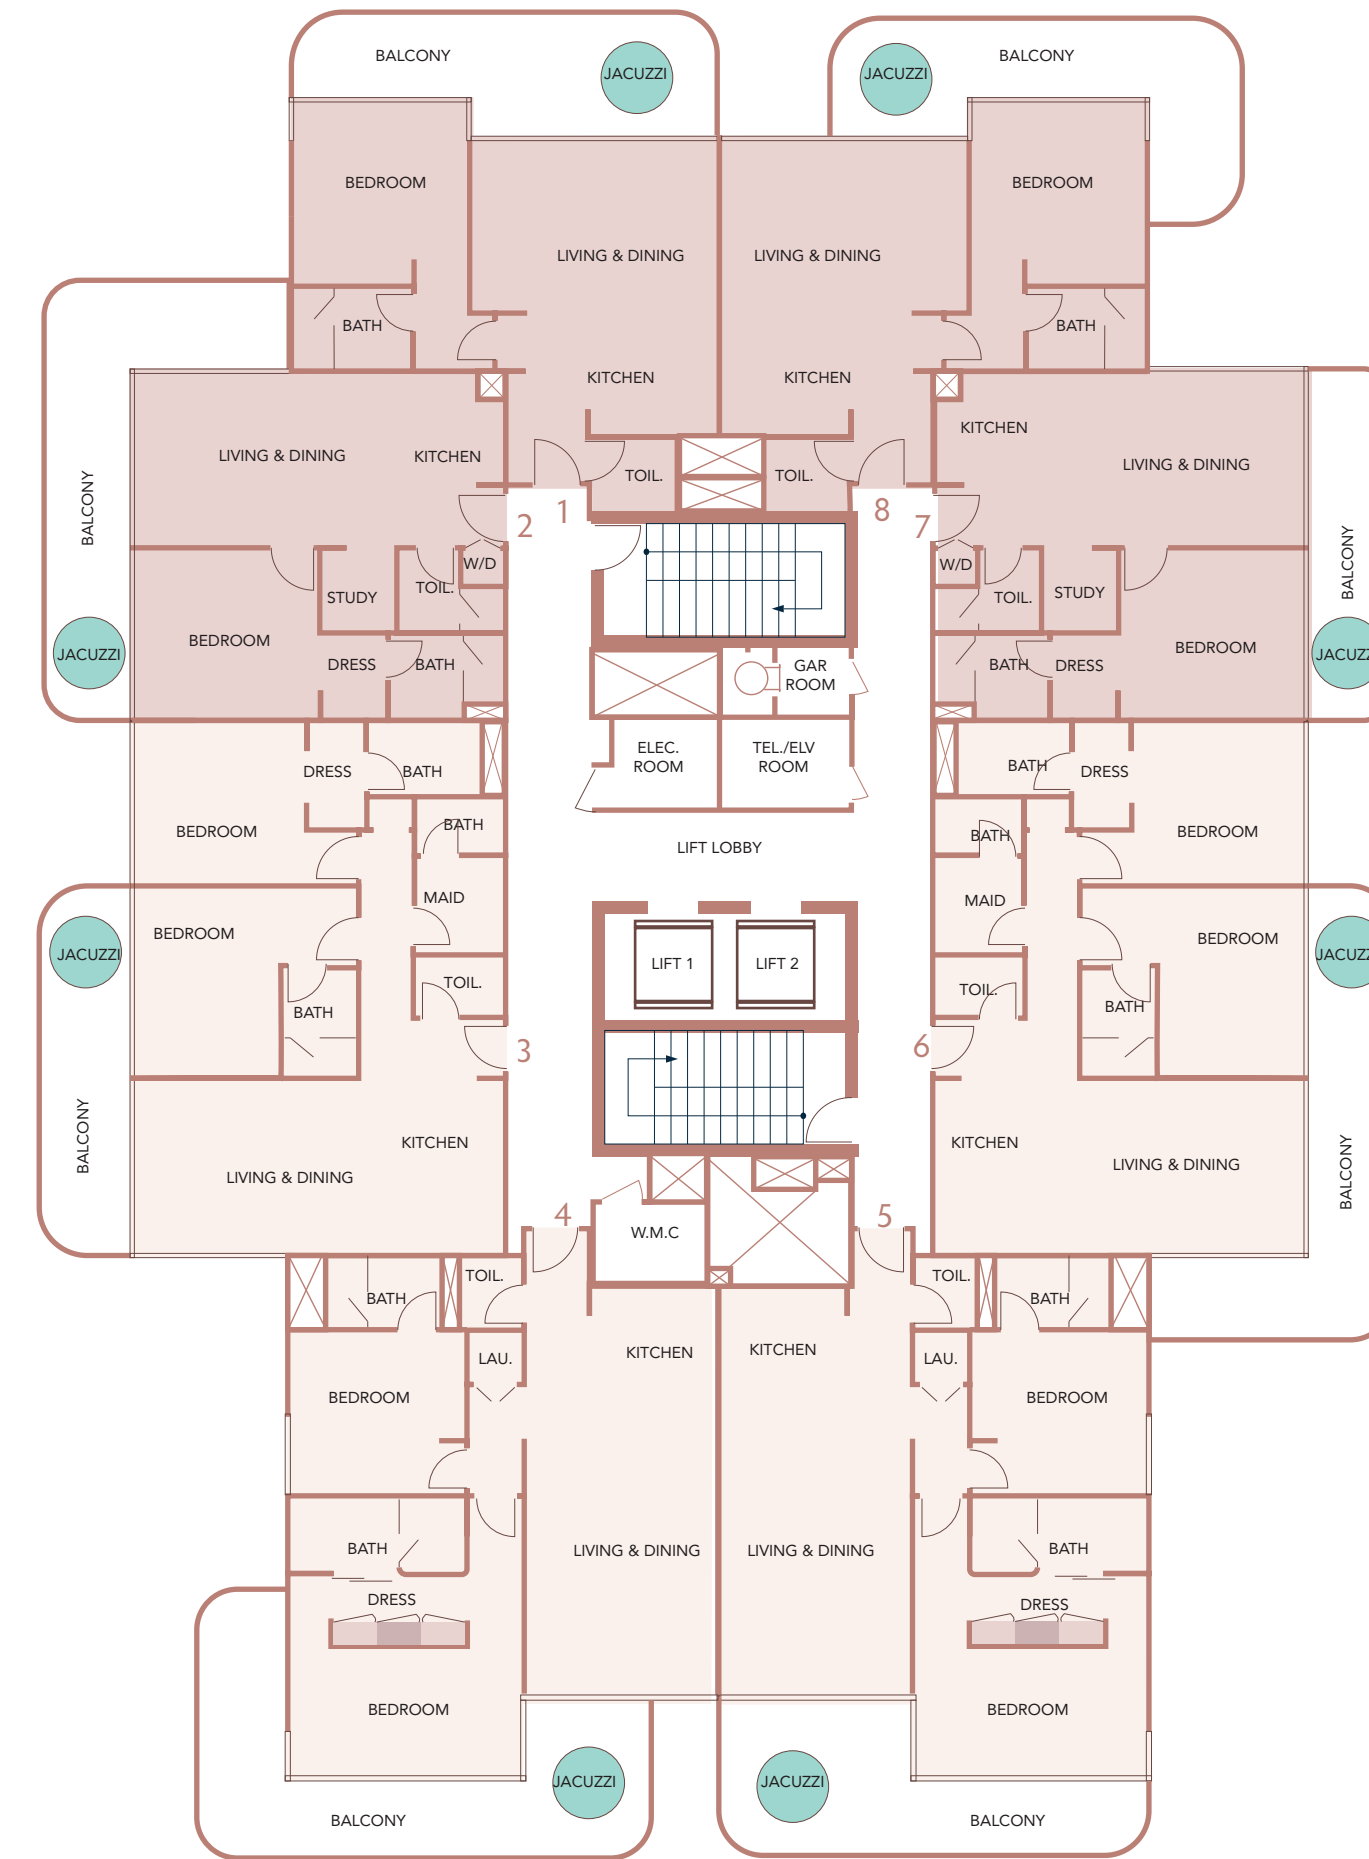 BALCONY
JACUZZI
JACUZZI
BALCONY
BEDROOM
BEDROOM
LIVING & DINING
LIVING & DINING
BATH
BATH
KITCHEN
KITCHEN
LIVING & DINING
KITCHEN
KITCHEN
LIVING & DINING
TOIL.
TOIL.
BALCONY
1
8
2
7
BALCONY
W/D
W/D
STUDY
TOIL.
TOIL.
STUDY
BEDROOM
BEDROOM
JACUZZI
JACUZZ
DRESS
BATH
BATH
DRESS
GAR
ROOM
ELEC.
ROOM
TEL./ELV
ROOM
DRESS
BATH
BATH
DRESS
BEDROOM
BATH
BATH
BEDROOM
LIFT LOBBY
MAID
MAID
BEDROOM
BEDROOM
JACUZZI
JACUZZ
LIFT 1
LIFT 2
TOIL.
TOIL.
BATH
BATH
3
6
BALCONY
KITCHEN
KITCHEN
BALCONY
LIVING & DINING
LIVING & DINING
4
5
W.M.C
TOIL.
TOIL.
BATH
BATH
LAU.
KITCHEN
KITCHEN
LAU.
BEDROOM
BEDROOM
BATH
LIVING & DINING
LIVING & DINING
BATH
DRESS
DRESS
BEDROOM
BEDROOM
JACUZZI
JACUZZI
BALCONY
BALCONY